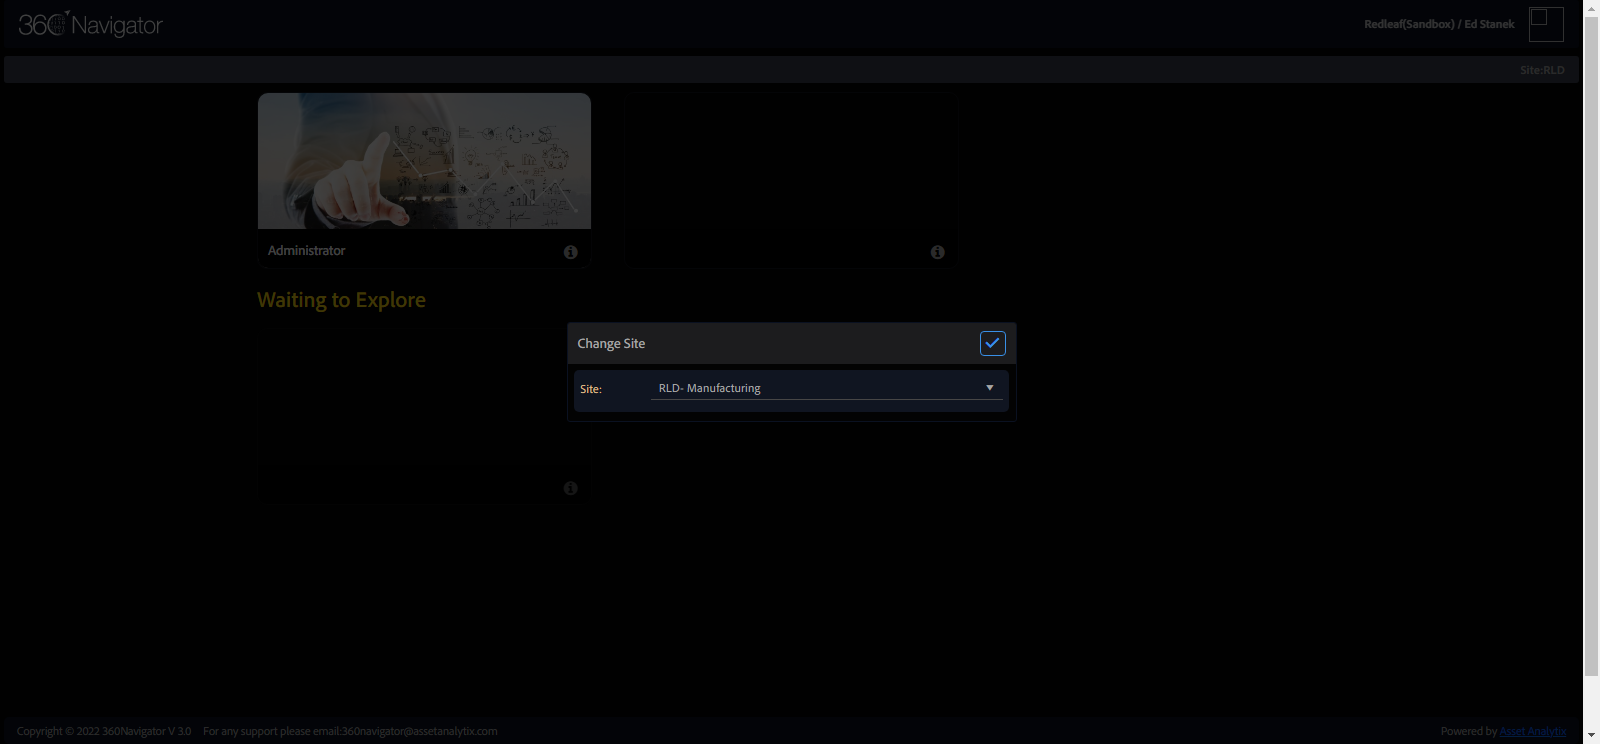 360 Navigator
Redleaf(Sandbox) / Ed Stanek
Site:RLD
Administrator
Waiting to Explore
Change Site
Site:
RLD- Manufacturing
Copyright © 2022 360Navigator V 3.0 For any support please email:360navigator@assetanalytix.com
Powered by Asset Analytix